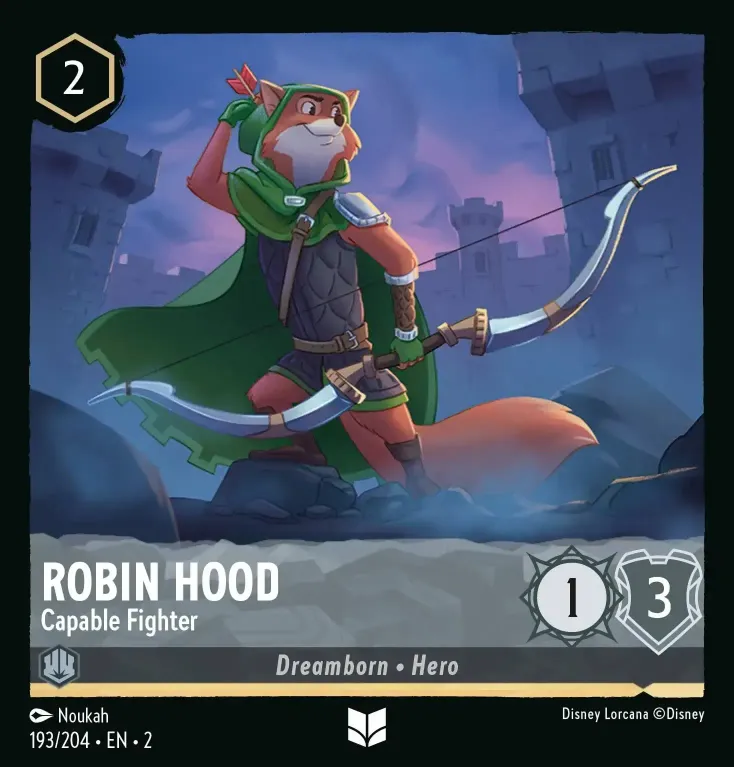 2
ROBIN HOOD
Capable Fighter
1
3
Dreamborn • Hero
Noukah
Disney Lorcana ©Disney
193/204 • EN • 2